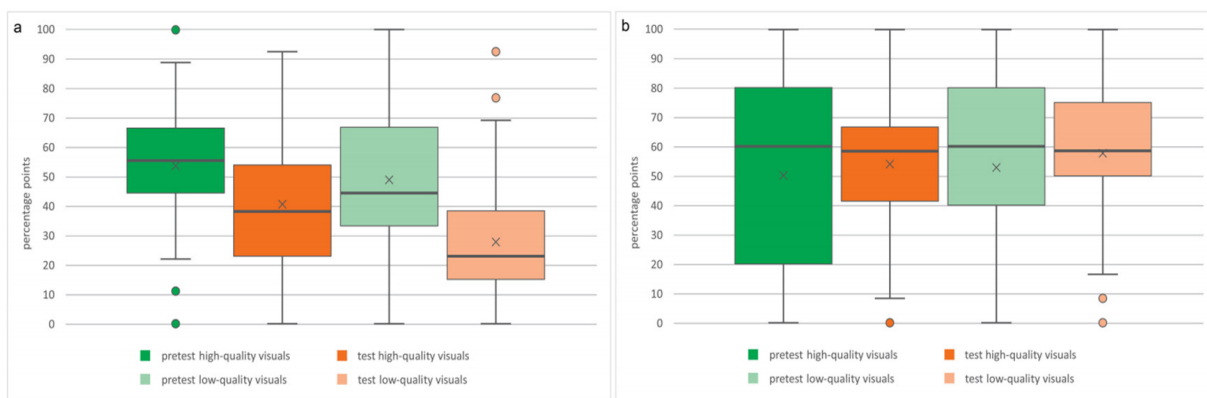 a
100
90
80
70
60
50
40
30
20
10
0
percentage points
pretest high-quality visuals
test high-quality visuals
pretest low-quality visuals
test low-quality visuals
b
100
90
80
70
60
50
40
30
20
10
0
percentage points
pretest high-quality visuals
test high-quality visuals
pretest low-quality visuals
test low-quality visuals